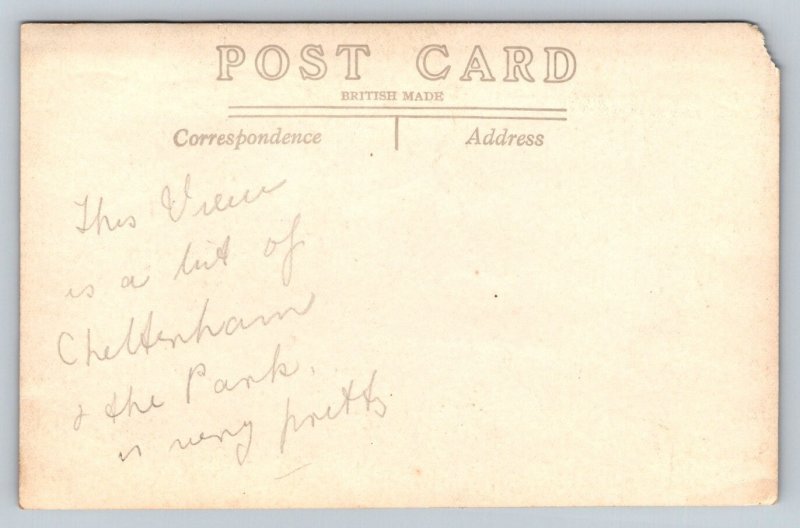 POST CARD
BRITISH MADE
Correspondence Address
This View
is a bit of
Cheltenham
& the Park.
is very pretty